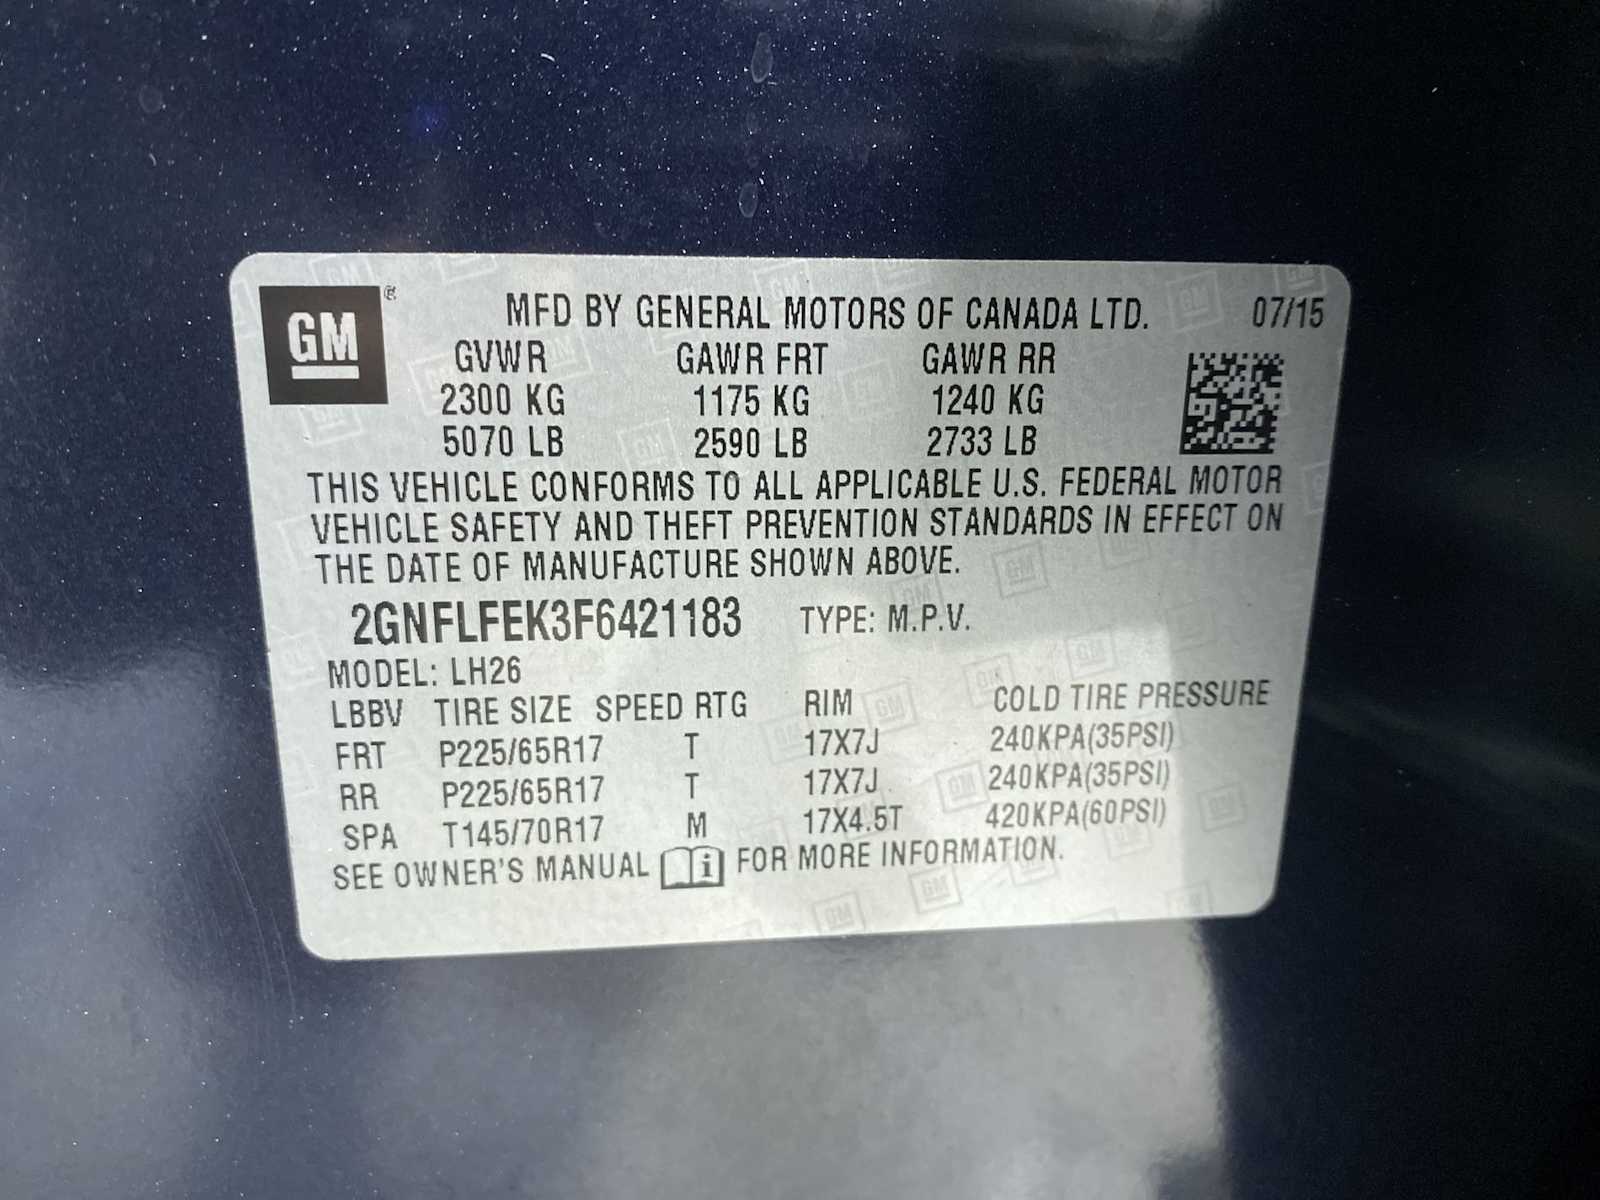 GM ®
MFD BY GENERAL MOTORS OF CANADA LTD. 07/15
GVWR GAWR FRT GAWR RR
2300 KG 1175 KG 1240 KG
5070 LB 2590 LB 2733 LB
THIS VEHICLE CONFORMS TO ALL APPLICABLE U.S. FEDERAL MOTOR
VEHICLE SAFETY AND THEFT PREVENTION STANDARDS IN EFFECT ON
THE DATE OF MANUFACTURE SHOWN ABOVE.
2GNFLFEK3F6421183 TYPE: M.P.V.
MODEL: LH26
LBBV TIRE SIZE SPEED RTG RIM COLD TIRE PRESSURE
FRT P225/65R17 T 17X7J 240KPA(35PSI)
RR P225/65R17 T 17X7J 240KPA(35PSI)
SPA T145/70R17 M 17X4.5T 420KPA(60PSI)
SEE OWNER'S MANUAL i FOR MORE INFORMATION.